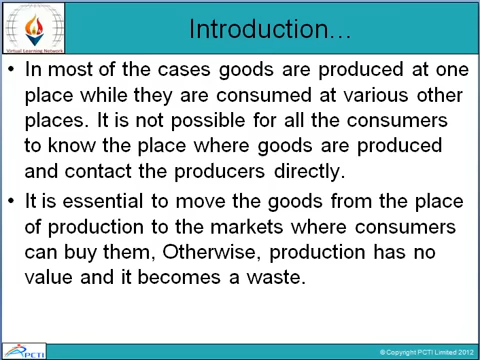 Introduction…
Virtual Learning Network
• In most of the cases goods are produced at one
place while they are consumed at various other
places. It is not possible for all the consumers
to know the place where goods are produced
and contact the producers directly.
• It is essential to move the goods from the place
of production to the markets where consumers
can buy them, Otherwise, production has no
value and it becomes a waste.
PCTI
© Copyright PCTI Limited 2012